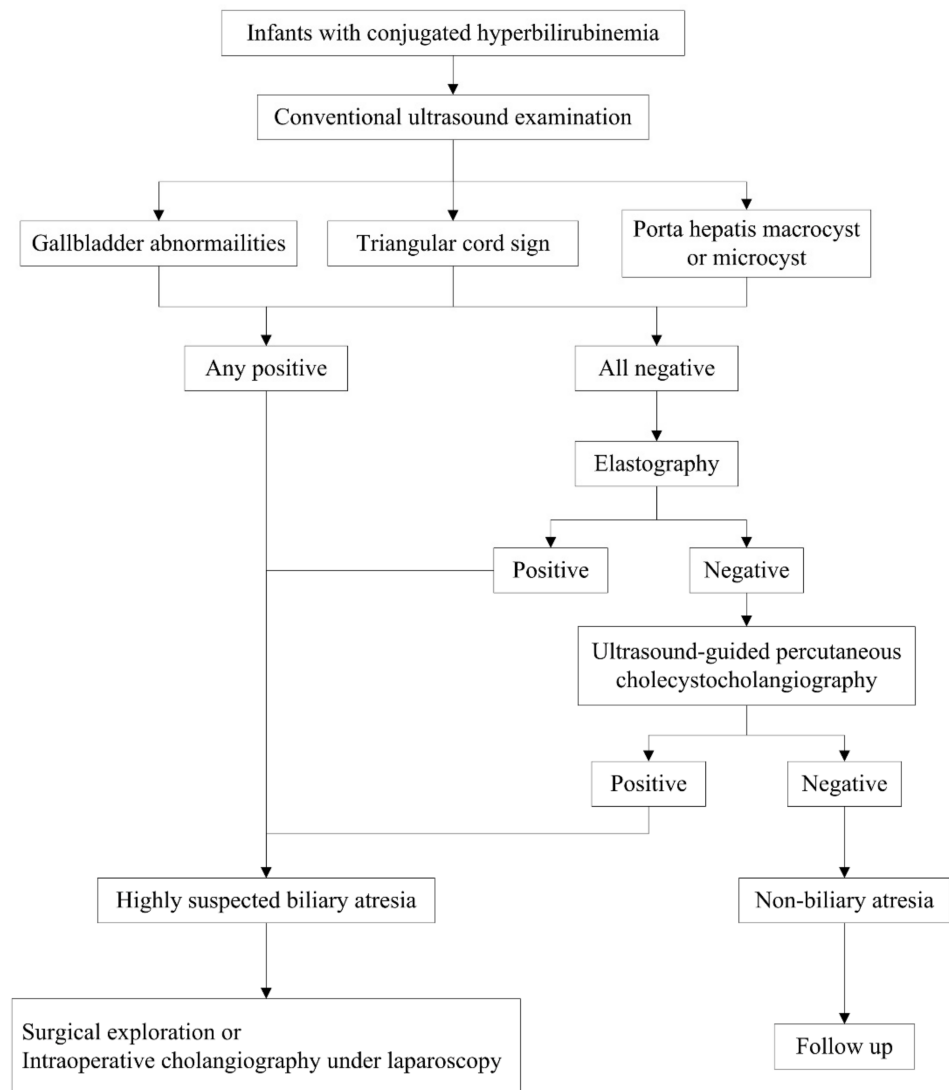 Infants with conjugated hyperbilirubinemia
Conventional ultrasound examination
Gallbladder abnormailities
Triangular cord sign
Porta hepatis macrocyst
or microcyst
Any positive
All negative
Elastography
Positive
Negative
Ultrasound-guided percutaneous
cholecystocholangiography
Positive
Negative
Highly suspected biliary atresia
Non-biliary atresia
Surgical exploration or
Intraoperative cholangiography under laparoscopy
Follow up